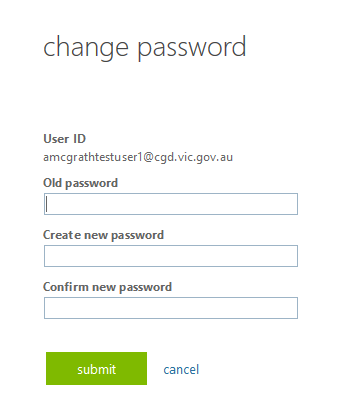 change password
User ID
amcgrathtestuser1@cgd.vic.gov.au
Old password
Create new password
Confirm new password
submit cancel